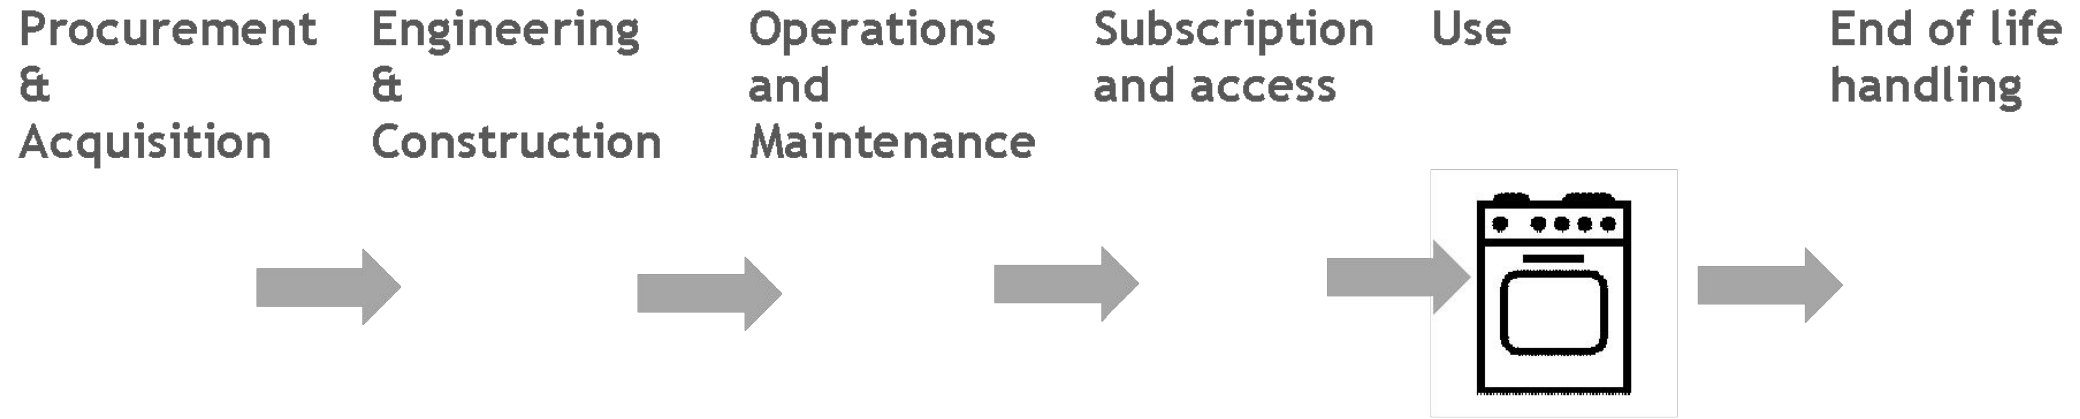 Procurement
&
Acquisition
Engineering
&
Construction
Operations
and
Maintenance
Subscription
and access
Use
End of life
handling